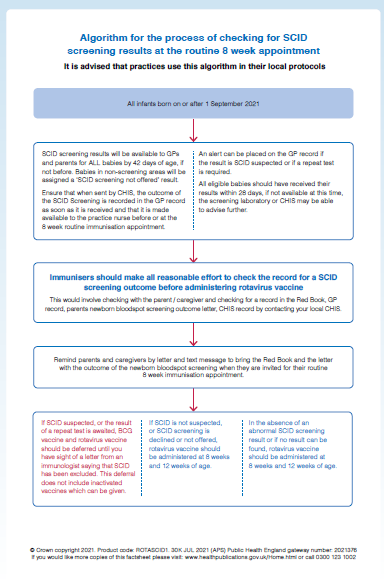 Algorithm for the process of checking for SCID
screening results at the routine 8 week appointment
It is advised that practices use this algorithm in their local protocols
All infants born on or after 1 September 2021
SCID screening results will be available to GPs
and parents for ALL babies by 42 days of age, if
not before. Babies in non-screening areas will be
assigned a 'SCID screening not offered' result.
Ensure that when sent by CHIS, the outcome
of the SCID Screening is recorded in the GP record
as soon as it is received and that it is made
available to the practice nurse before or at the
8 week routine immunisation appointment.
An alert can be placed on the GP record if
the result is SCID suspected or if a repeat test
is required.
All eligible babies should have received their
results within 28 days, if not available at this time,
the screening laboratory or CHIS may be able
to advise further.
Immunisers should make all reasonable effort to check the record for a SCID
screening outcome before administering rotavirus vaccine
This would involve checking with the parent / caregiver and checking for a record in the Red Book, GP
record, parents newborn bloodspot screening outcome letter, CHIS record by contacting your local CHIS.
Remind parents and caregivers by letter and text message to bring the Red Book and the letter
with the outcome of the newborn bloodspot screening when they are invited for their routine
8 week immunisation appointment.
If SCID suspected, or the result
of a repeat test is awaited, BCG
vaccine and rotavirus vaccine
should be deferred until you
have sight of a letter from an
immunologist saying that SCID
has been excluded. This deferral
does not include inactivated
vaccines which can be given.
If SCID is not suspected,
or SCID screening is
declined or not offered,
rotavirus vaccine should
be administered at 8 weeks
and 12 weeks of age.
In the absence of an
abnormal SCID screening
result or if no result can be
found, rotavirus vaccine
should be administered at
8 weeks and 12 weeks of age.
© Crown copyright 2021. Product code: ROTASCID1. 30K JUL 2021 (APS) Public Health England gateway number: 2021376
If you would like more copies of this factsheet please visit: www.healthpublications.gov.uk/Home.html or call 0300 123 1002